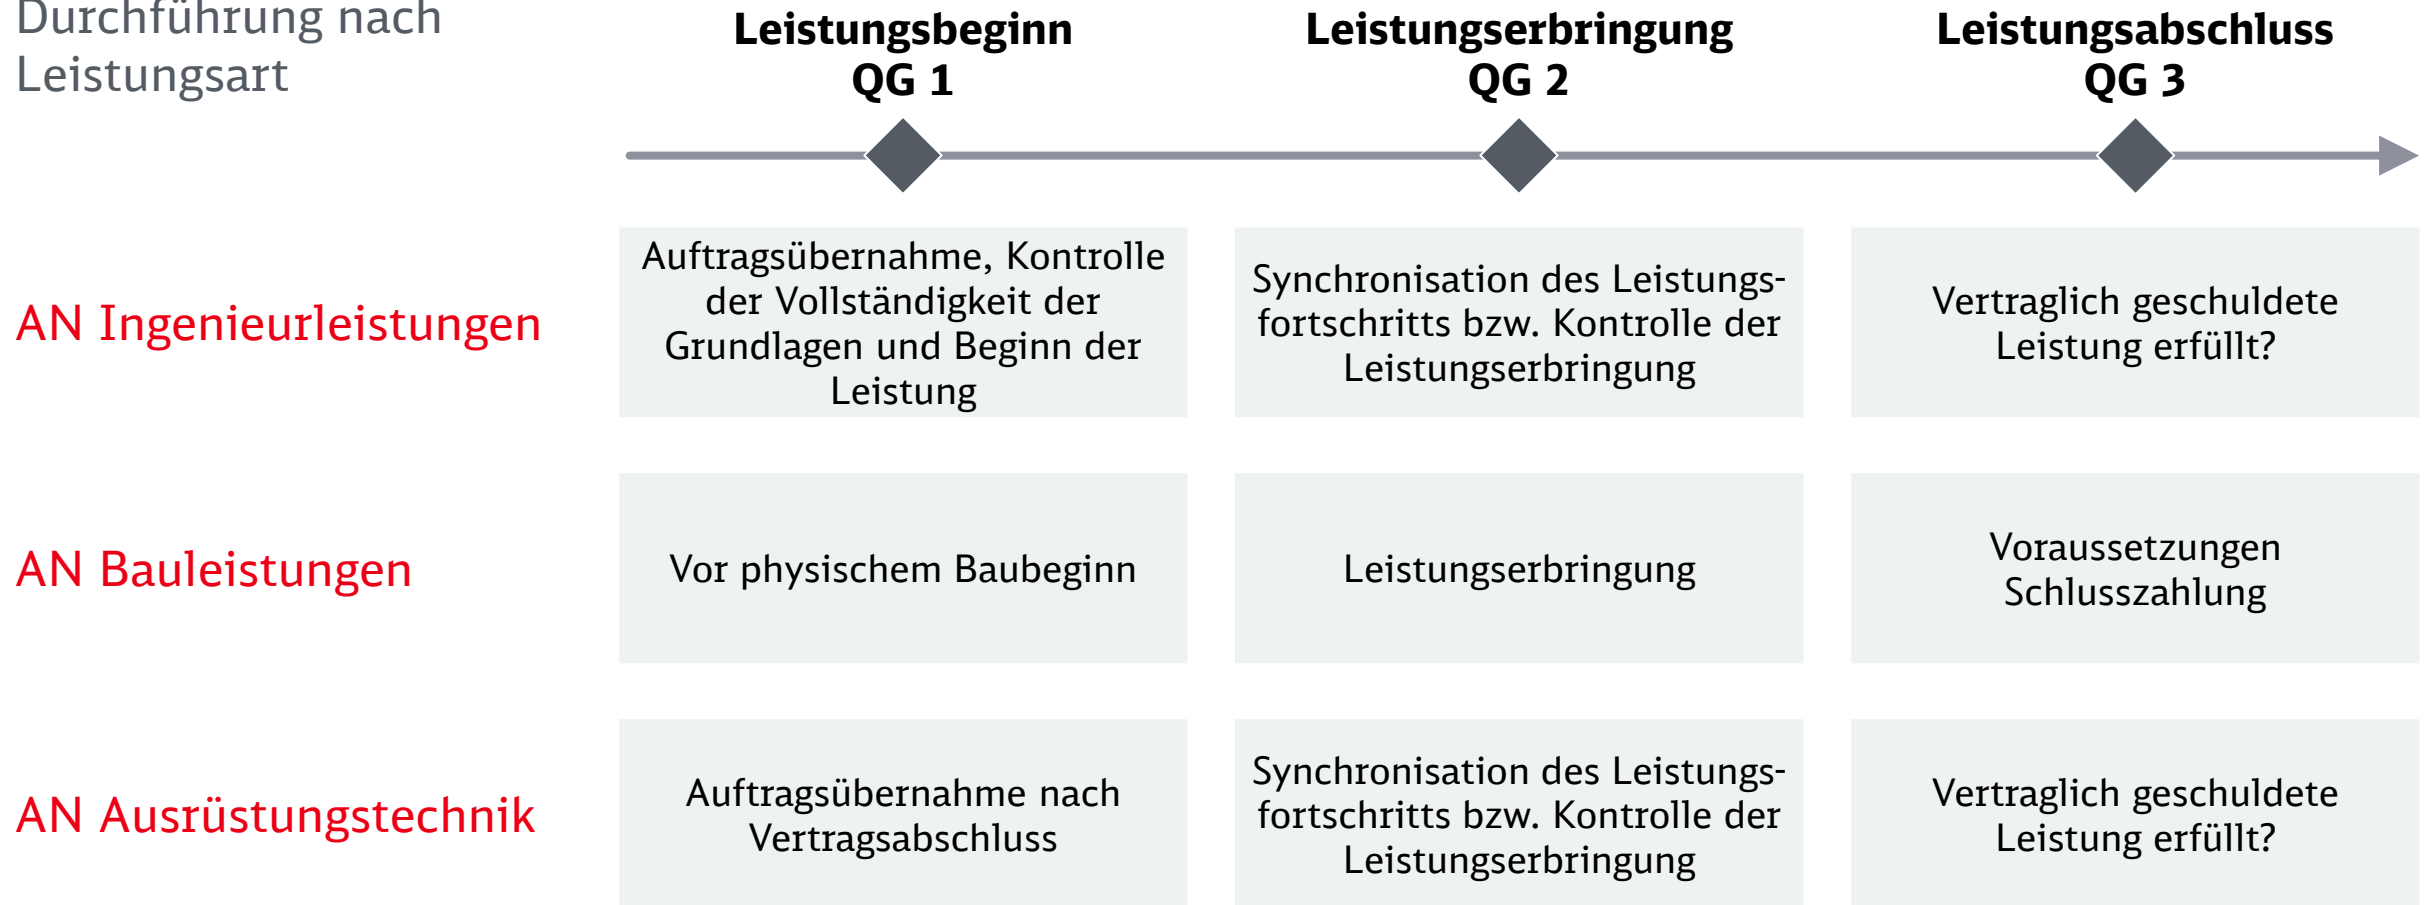 Durchführung nach
Leistungsart
Leistungsbeginn
QG 1
Leistungserbringung
QG 2
Leistungsabschluss
QG 3
AN Ingenieurleistungen
Auftragsübernahme, Kontrolle
der Vollständigkeit der
Grundlagen und Beginn der
Leistung
Synchronisation des Leistungs-
fortschritts bzw. Kontrolle der
Leistungserbringung
Vertraglich geschuldete
Leistung erfüllt?
AN Bauleistungen
Vor physischem Baubeginn
Leistungserbringung
Voraussetzungen
Schlusszahlung
AN Ausrüstungstechnik
Auftragsübernahme nach
Vertragsabschluss
Synchronisation des Leistungs-
fortschritts bzw. Kontrolle der
Leistungserbringung
Vertraglich geschuldete
Leistung erfüllt?